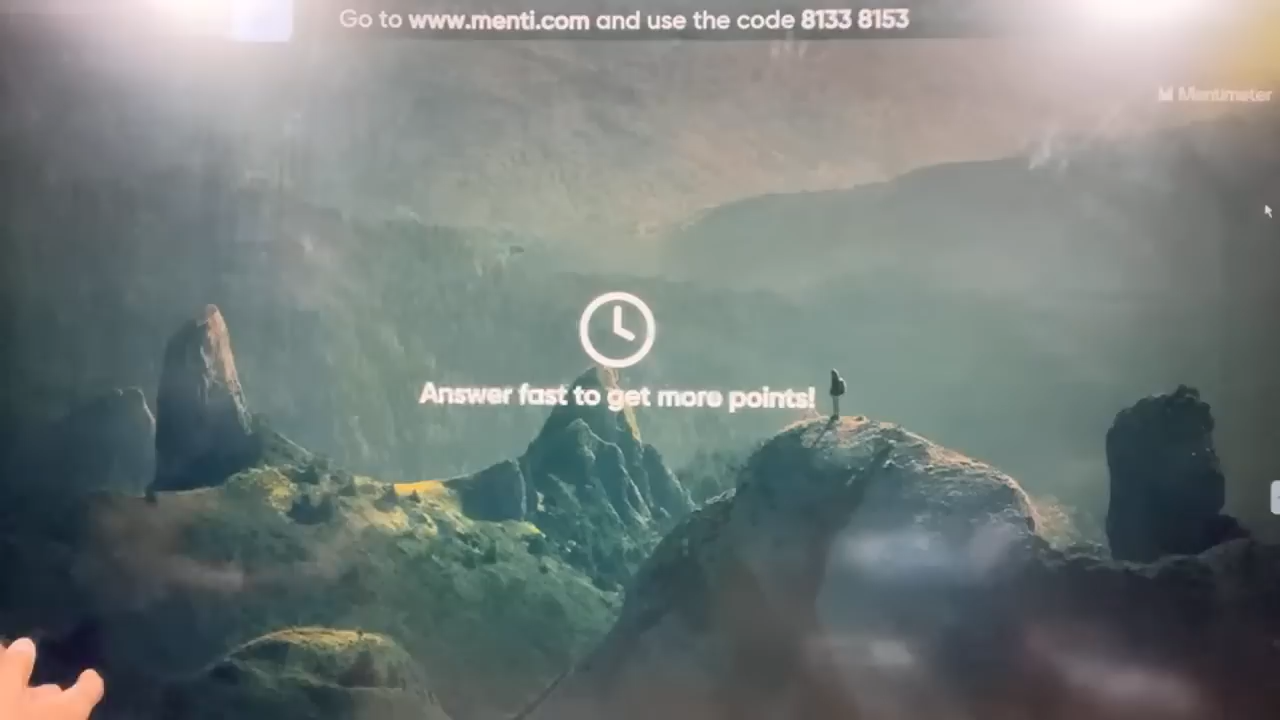 Go to www.menti.com and use the code 8133 8153
Mentimeter
Answer fast to get more points!